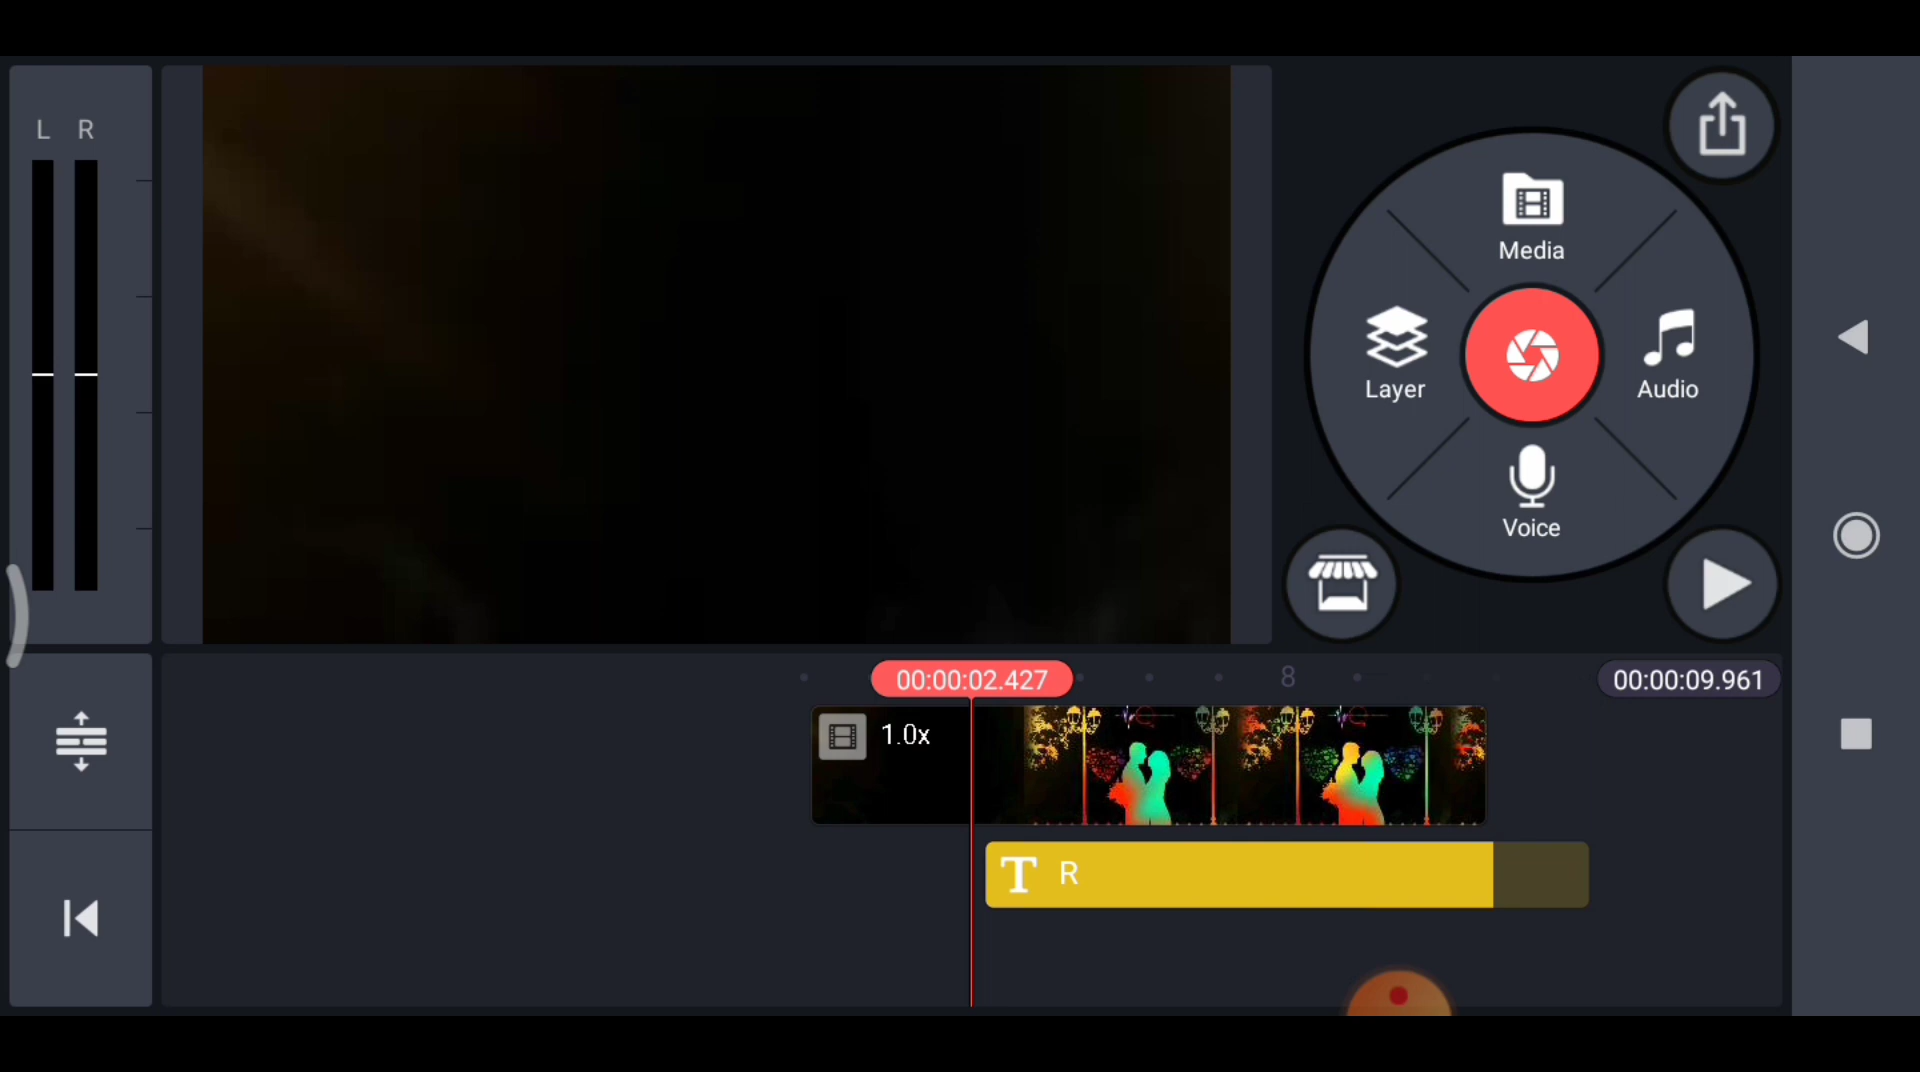 L R
Media
Layer
Audio
Voice
00:00:02.427
8
00:00:09.961
1.0x
T R